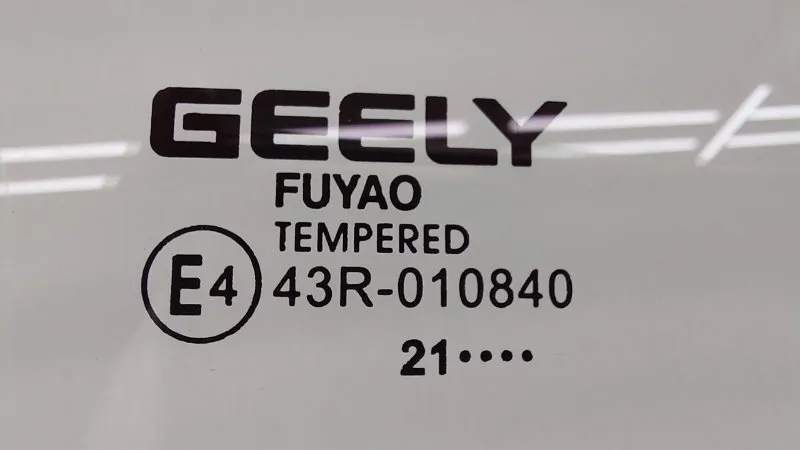 GEELY
FUYAO
TEMPERED
E4 43R-010840
21••••